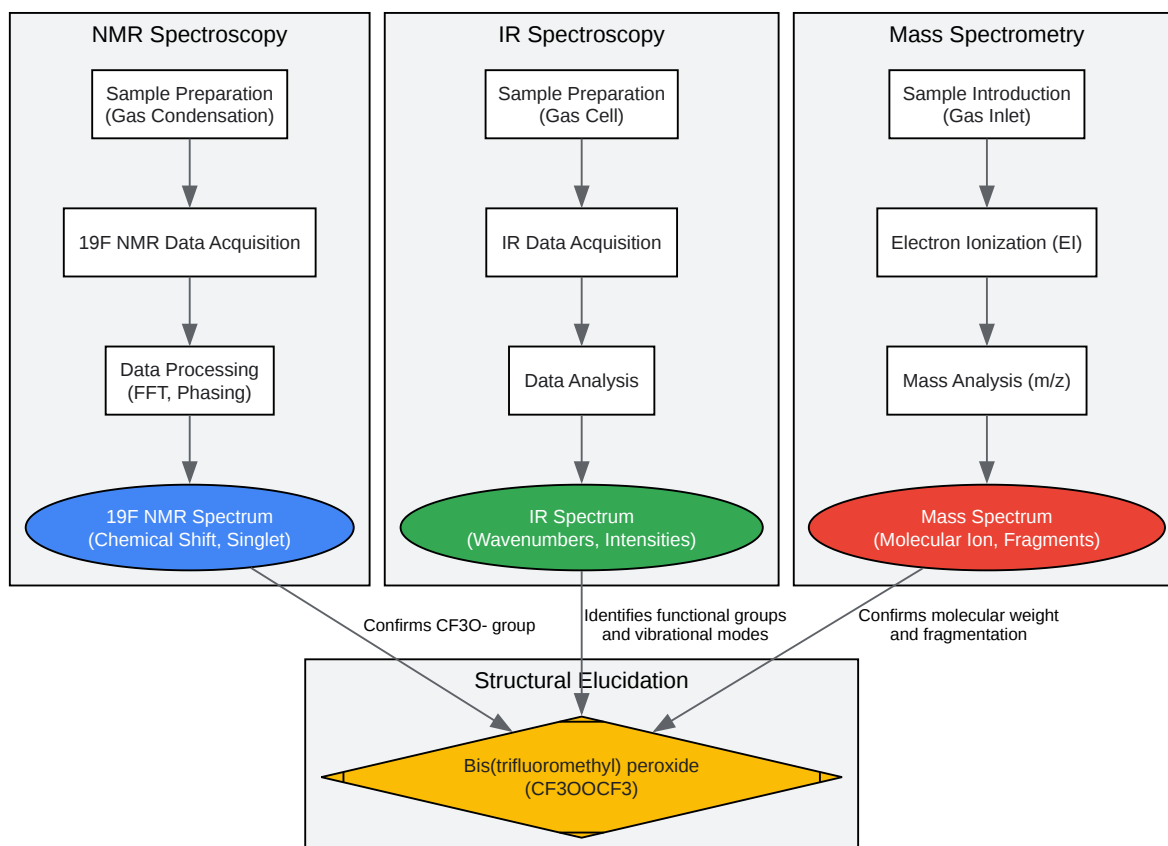 NMR Spectroscopy
Sample Preparation
(Gas Condensation)
19F NMR Data Acquisition
Data Processing
(FFT, Phasing)
19F NMR Spectrum
(Chemical Shift, Singlet)
IR Spectroscopy
Sample Preparation
(Gas Cell)
IR Data Acquisition
Data Analysis
IR Spectrum
(Wavenumbers, Intensities)
Mass Spectrometry
Sample Introduction
(Gas Inlet)
Electron Ionization (EI)
Mass Analysis (m/z)
Mass Spectrum
(Molecular Ion, Fragments)
Confirms CF3O- group
Identifies functional groups
and vibrational modes
Confirms molecular weight
and fragmentation
Structural Elucidation
Bis(trifluoromethyl) peroxide
(CF3OOCF3)